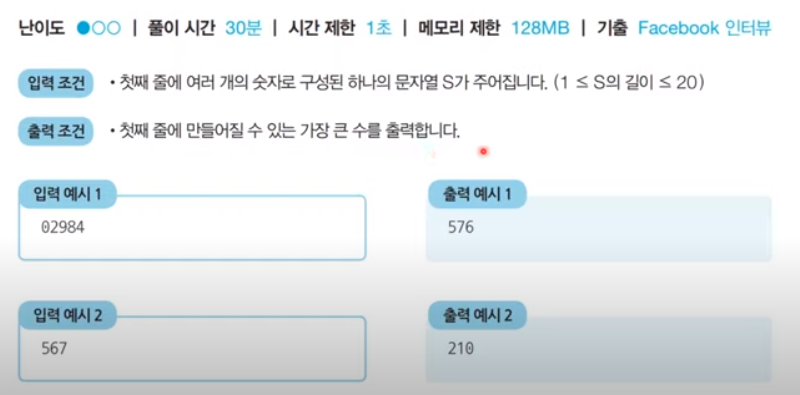 난이도 ●○○ | 풀이 시간 30분 | 시간 제한 1초 | 메모리 제한 128MB | 기출 Facebook 인터뷰
입력 조건 • 첫째 줄에 여러 개의 숫자로 구성된 하나의 문자열 S가 주어집니다. (1 ≤ S의 길이 ≤ 20)
출력 조건 • 첫째 줄에 만들어질 수 있는 가장 큰 수를 출력합니다.
입력 예시 1
02984
출력 예시 1
576
입력 예시 2
567
출력 예시 2
210